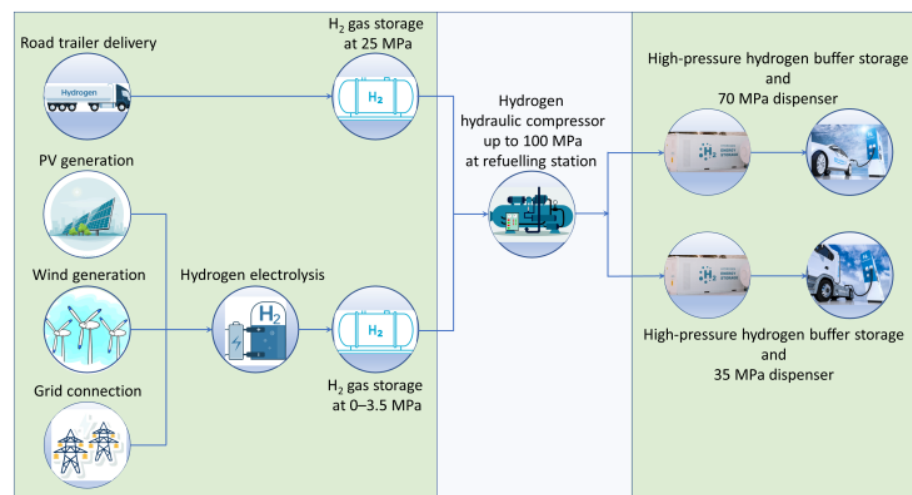 Road trailer delivery
Hydrogen
H₂ gas storage
at 25 MPa
H₂
PV generation
Wind generation
Grid connection
Hydrogen electrolysis
H₂
H₂
H₂ gas storage
at 0–3.5 MPa
Hydrogen
hydraulic compressor
up to 100 MPa
at refuelling station
High-pressure hydrogen buffer storage
and
70 MPa dispenser
H₂
H₂
High-pressure hydrogen buffer storage
and
35 MPa dispenser